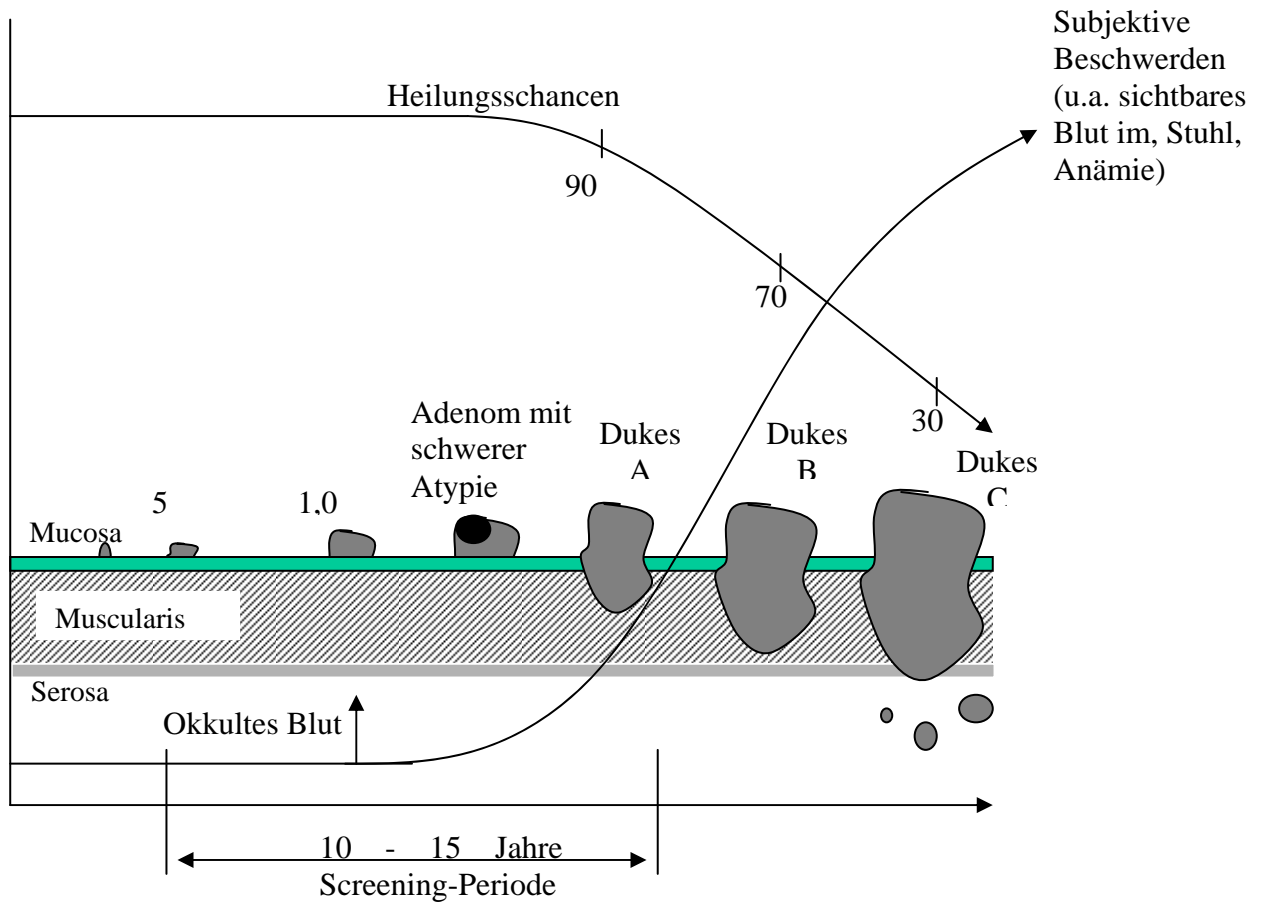 Subjektive
Beschwerden
(u.a. sichtbares
Blut im, Stuhl,
Anämie)
Heilungsschancen
90
70
30
Adenom mit
schwerer
Atypie
Dukes
A
Dukes
B
Dukes
C
5
1,0
Mucosa
Muscularis
Serosa
Okkultes Blut
10 - 15 Jahre
Screening-Periode